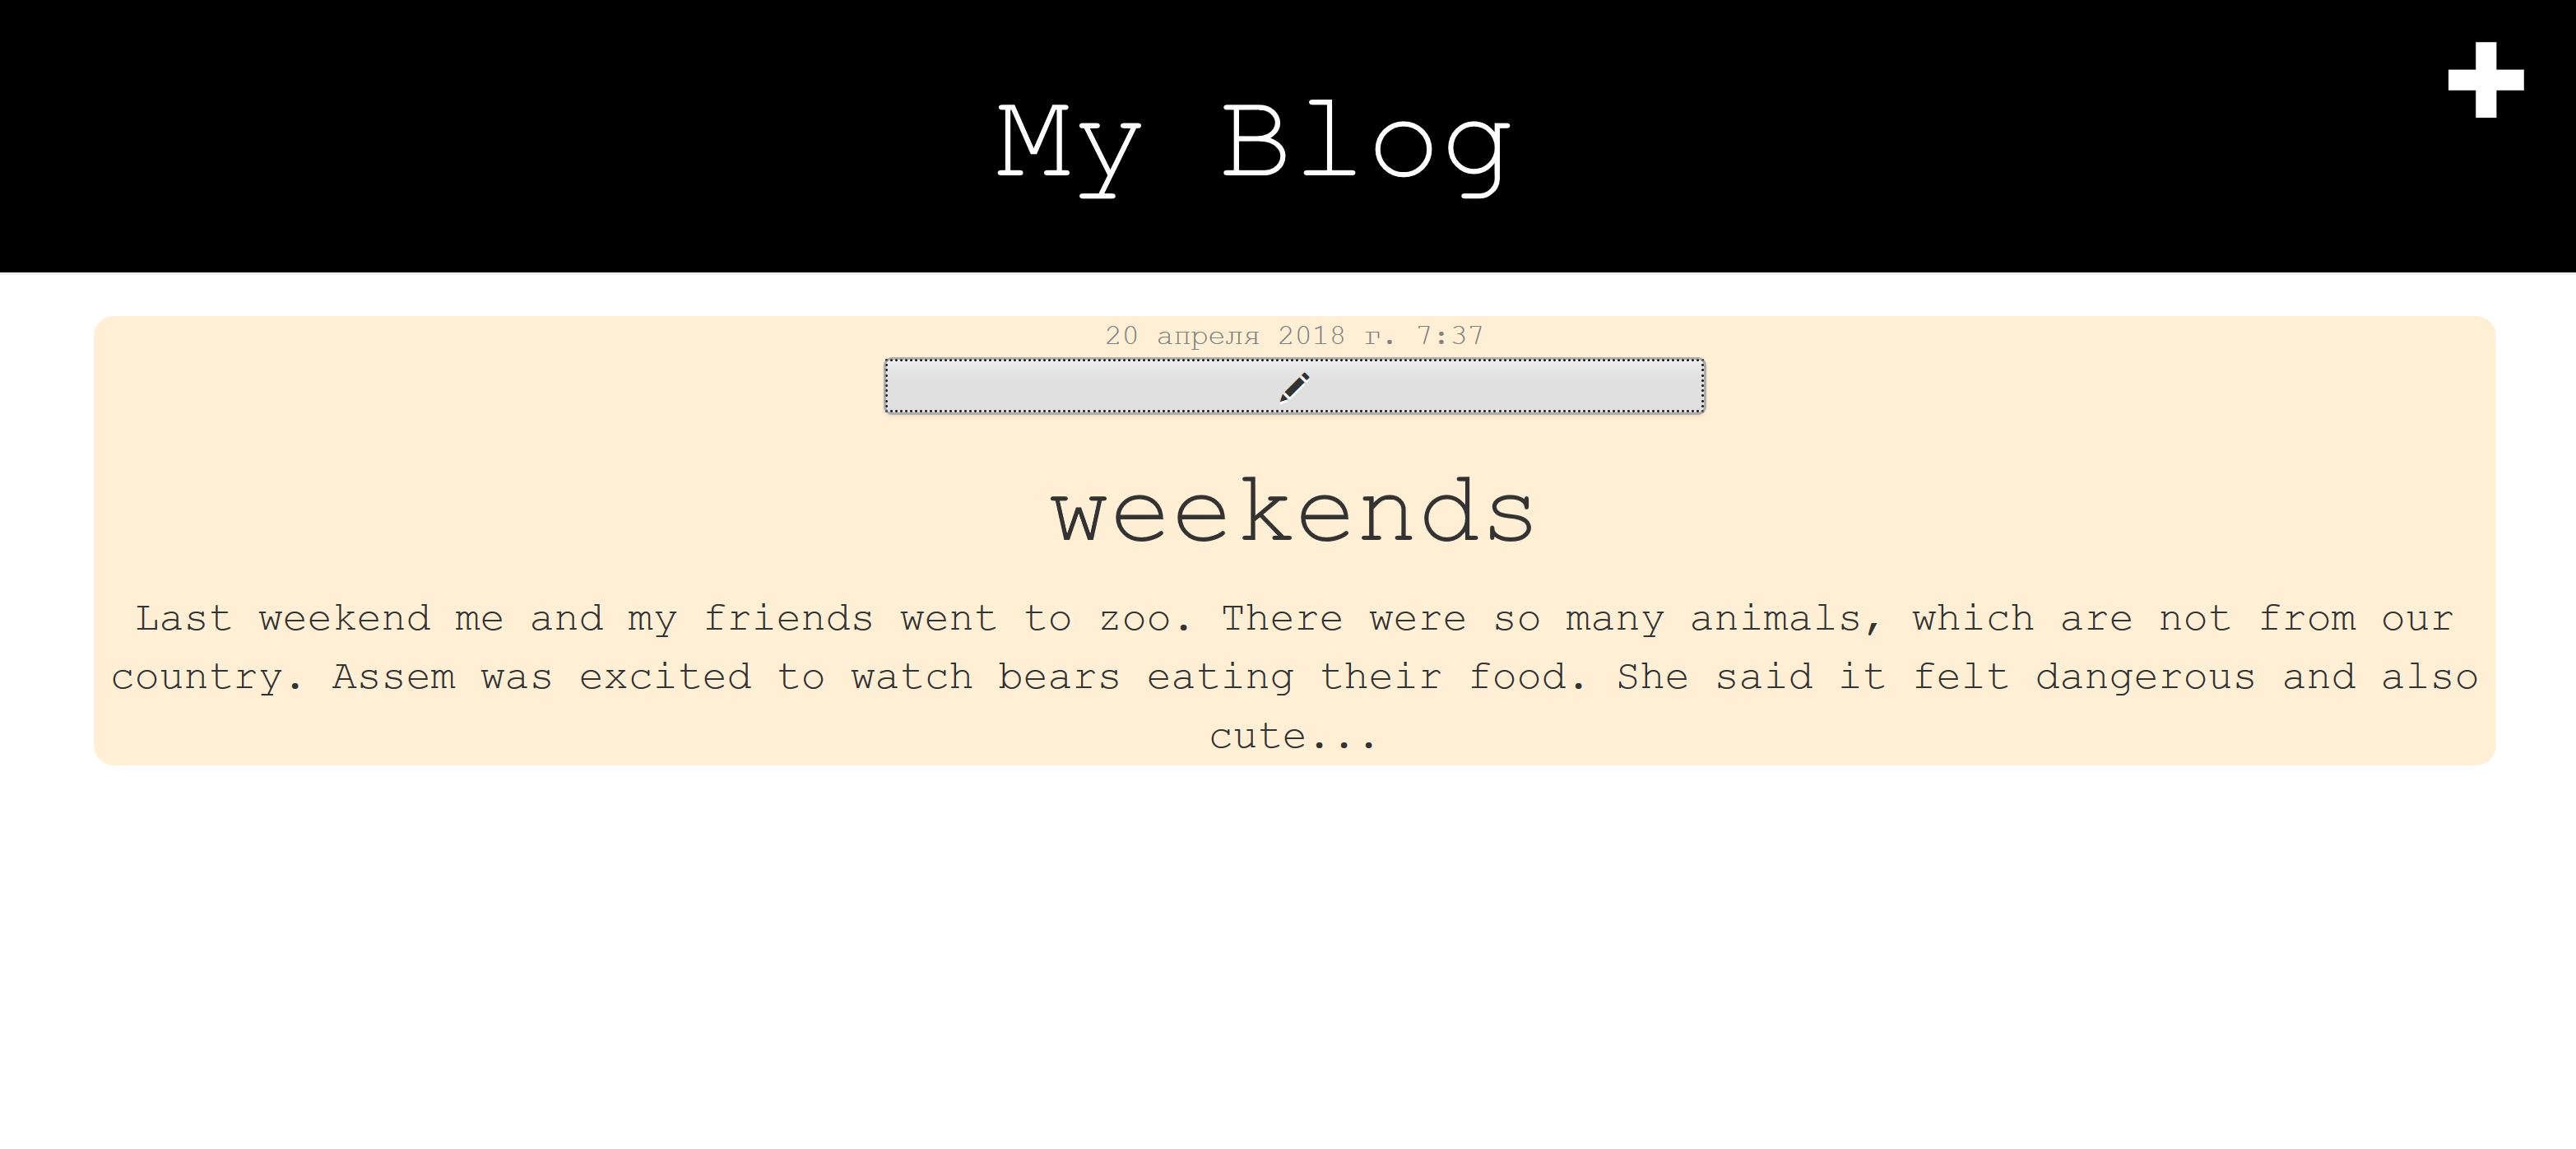 My Blog
20 апреля 2018 г. 7:37
weekends
Last weekend me and my friends went to zoo. There were so many animals, which are not from our
country. Assem was excited to watch bears eating their food. She said it felt dangerous and also
cute...